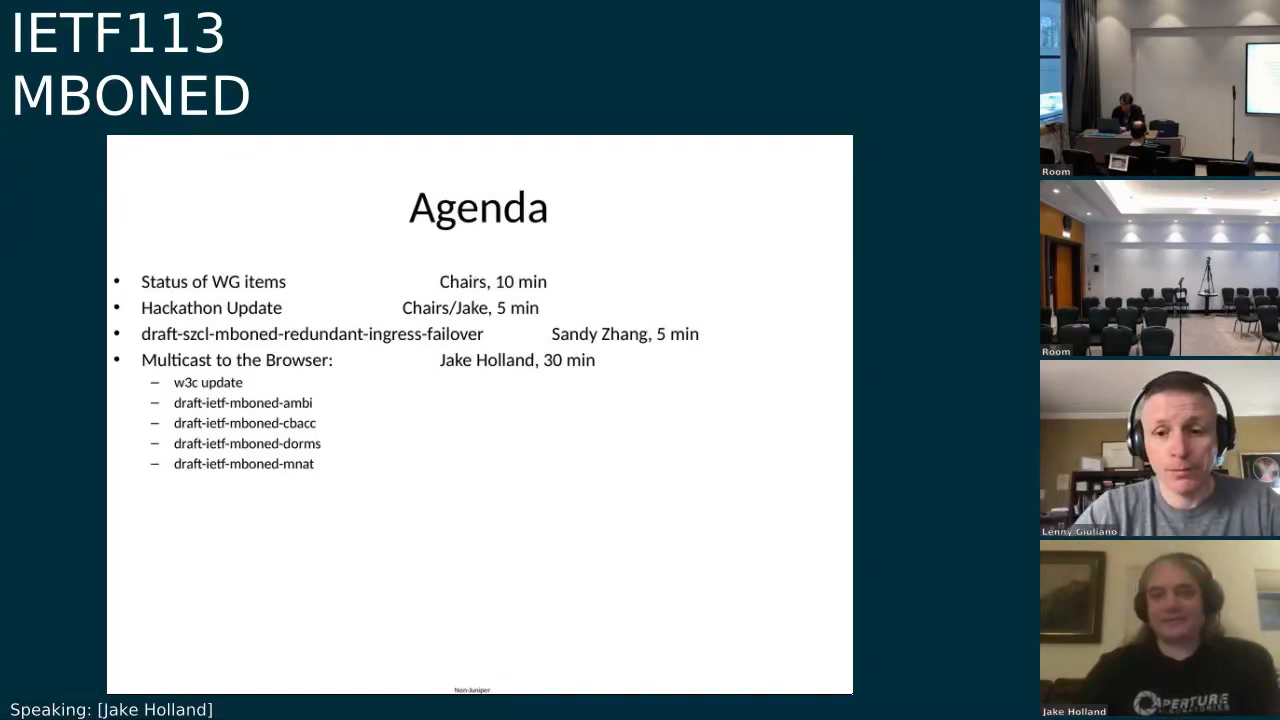 IETF113
MBONED
Agenda
• Status of WG items Chairs, 10 min
• Hackathon Update Chairs/Jake, 5 min
• draft-szcl-mboned-redundant-ingress-failover Sandy Zhang, 5 min
• Multicast to the Browser: Jake Holland, 30 min
– w3c update
– draft-ietf-mboned-ambi
– draft-ietf-mboned-cbacc
– draft-ietf-mboned-dorms
– draft-ietf-mboned-mnat
Non-Juniper
Speaking: [Jake Holland]
Room
Room
Lenny Giuliano
APERTURE
Jake Holland